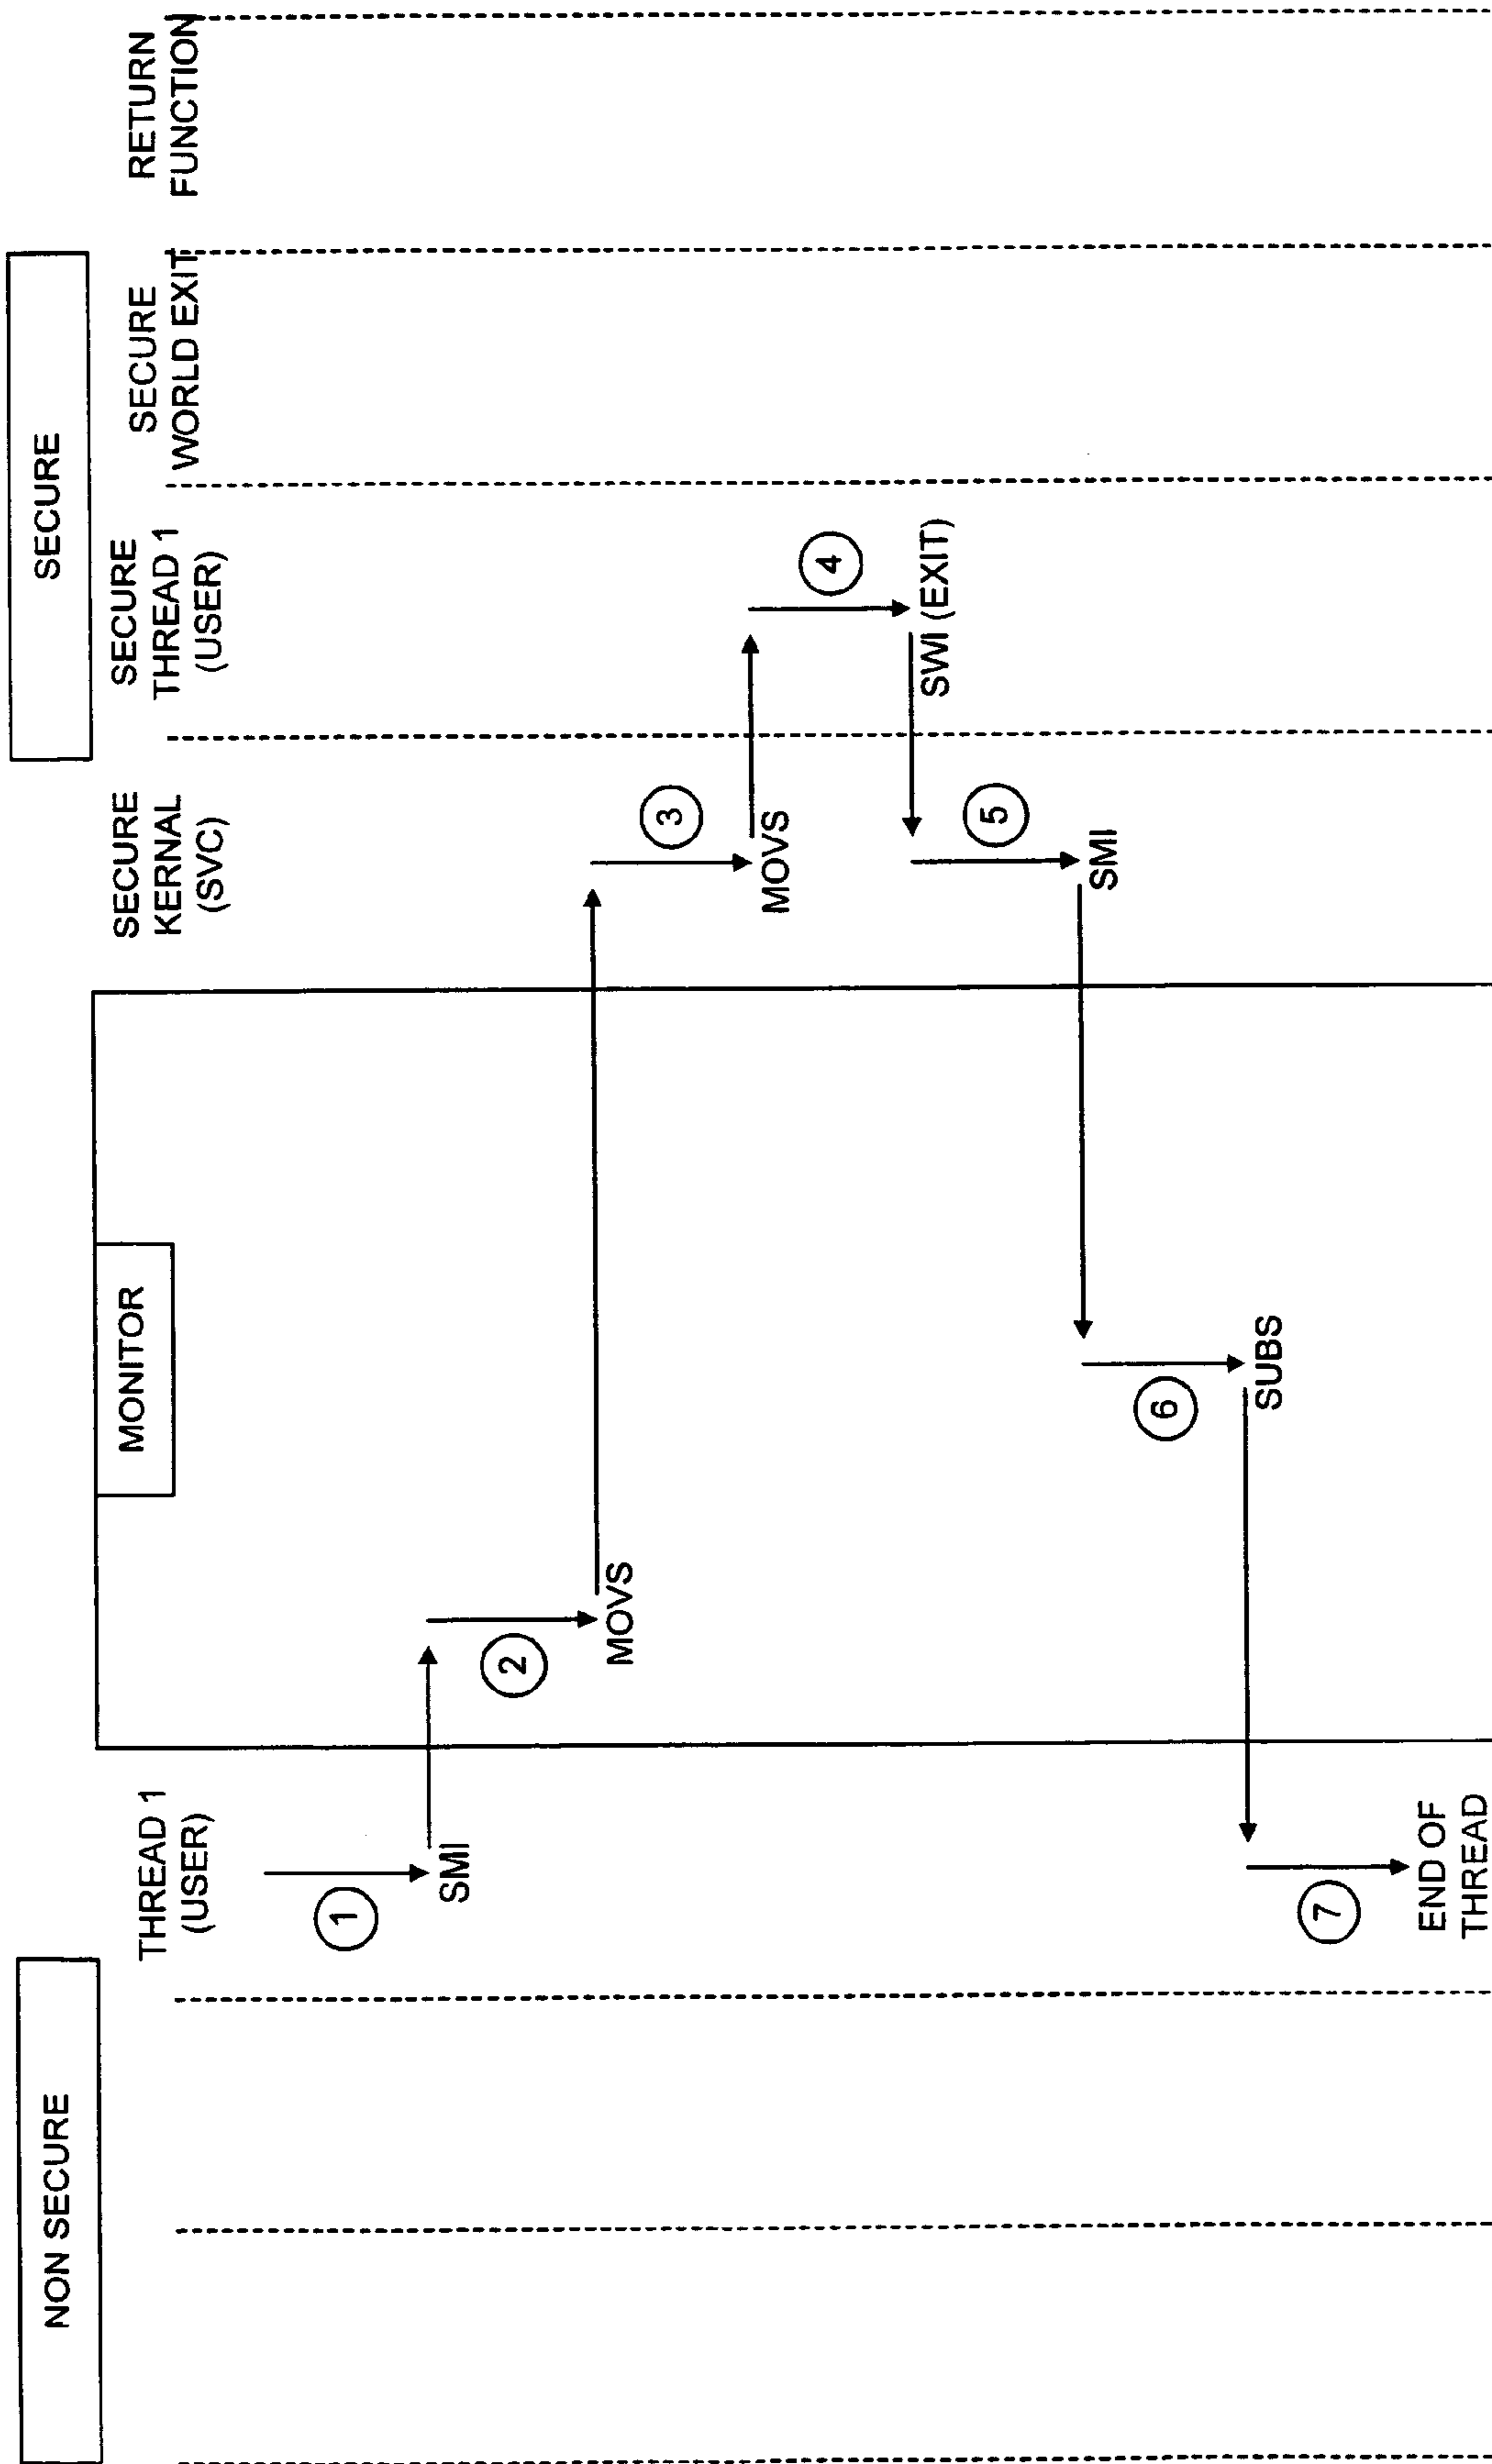 NON SECURE
MONITOR
SECURE
THREAD 1
(USER)
SECURE
KERNAL
(SVC)
SECURE
THREAD 1
(USER)
SECURE
WORLD EXIT
RETURN
FUNCTION
1
SMI
2
MOVS
3
MOVS
4
SWI (EXIT)
5
SMI
6
SUBS
7
END OF
THREAD